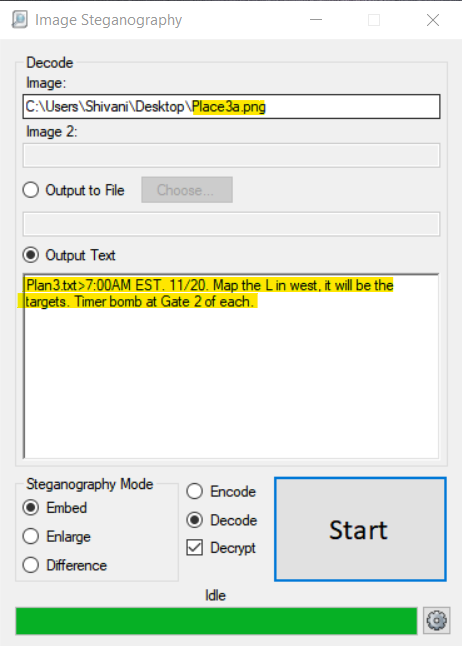 Image Steganography
Decode
Image:
C:\Users\Shivani\Desktop\Place3a.png
Image 2:
Output to File
Choose...
Output Text
Plan3.txt>7:00AM EST. 11/20. Map the L in west, it will be the
targets. Timer bomb at Gate 2 of each.
Steganography Mode
Embed
Enlarge
Difference
Encode
Decode
Decrypt
Start
Idle